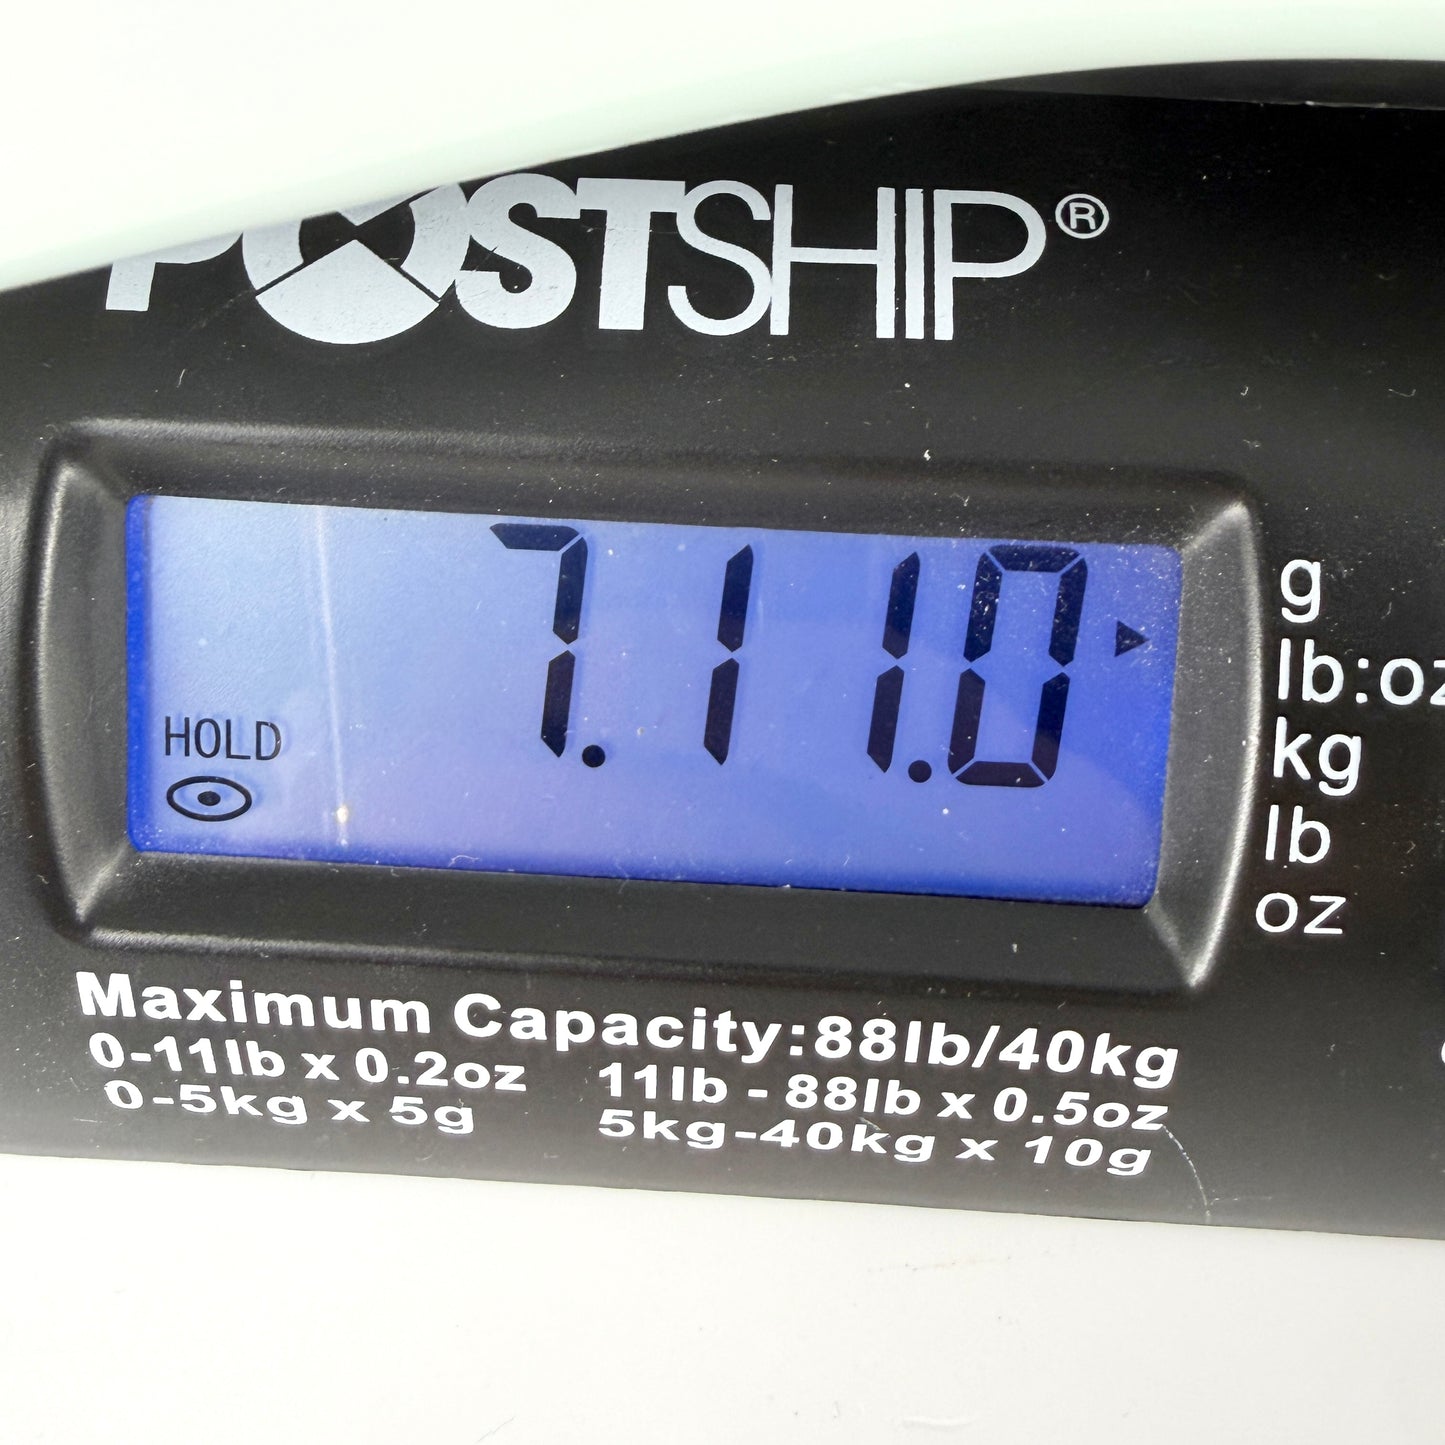 POSTSHIP®
7.11.0
HOLD
g
lb:oz
kg
lb
oz
Maximum Capacity:88lb/40kg
0-11lb x 0.2oz 11lb - 88lb x 0.5oz
0-5kg x 5g 5kg-40kg x 10g